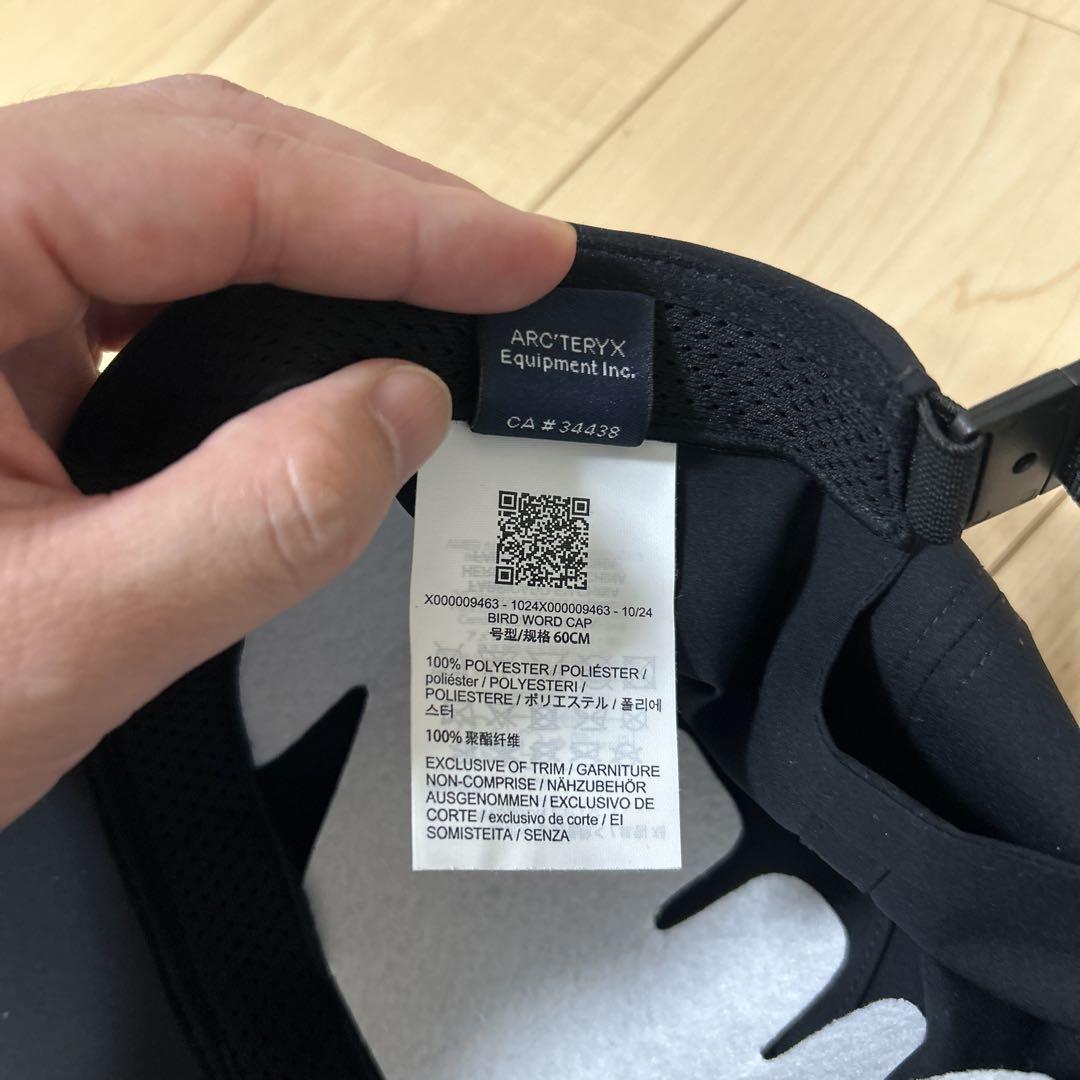 ARC'TERYX
Equipment Inc.
CA # 34438
X000009463 - 1024X000009463 - 10/24
BIRD WORD CAP
号型/规格 60CM
100% POLYESTER / POLIÉSTER /
poliéster / POLYESTERI /
POLIESTERE / ポリエステル / 폴리에
스터
100% 聚酯纤维
EXCLUSIVE OF TRIM / GARNITURE
NON-COMPRISE / NÄHZUBEHÖR
AUSGENOMMEN / EXCLUSIVO DE
CORTE / exclusivo de corte / EI
SOMISTEITA / SENZA